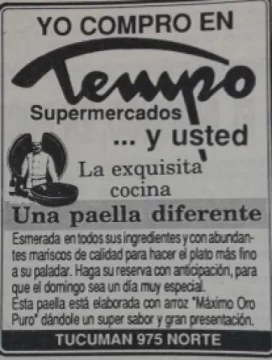 YO COMPRO EN
Tempo
Supermercados
... y usted
La exquisita
cocina
Una paella diferente
Esmerada en todos sus ingredientes y con abundan-
tes mariscos de calidad para hacer el plato más fino
a su paladar. Haga su reserva con anticipación, para
que el domingo sea un día muy especial.
Esta paella está elaborada con arroz "Máximo Oro
Puro" dándole un super sabor y gran presentación.
TUCUMAN 975 NORTE